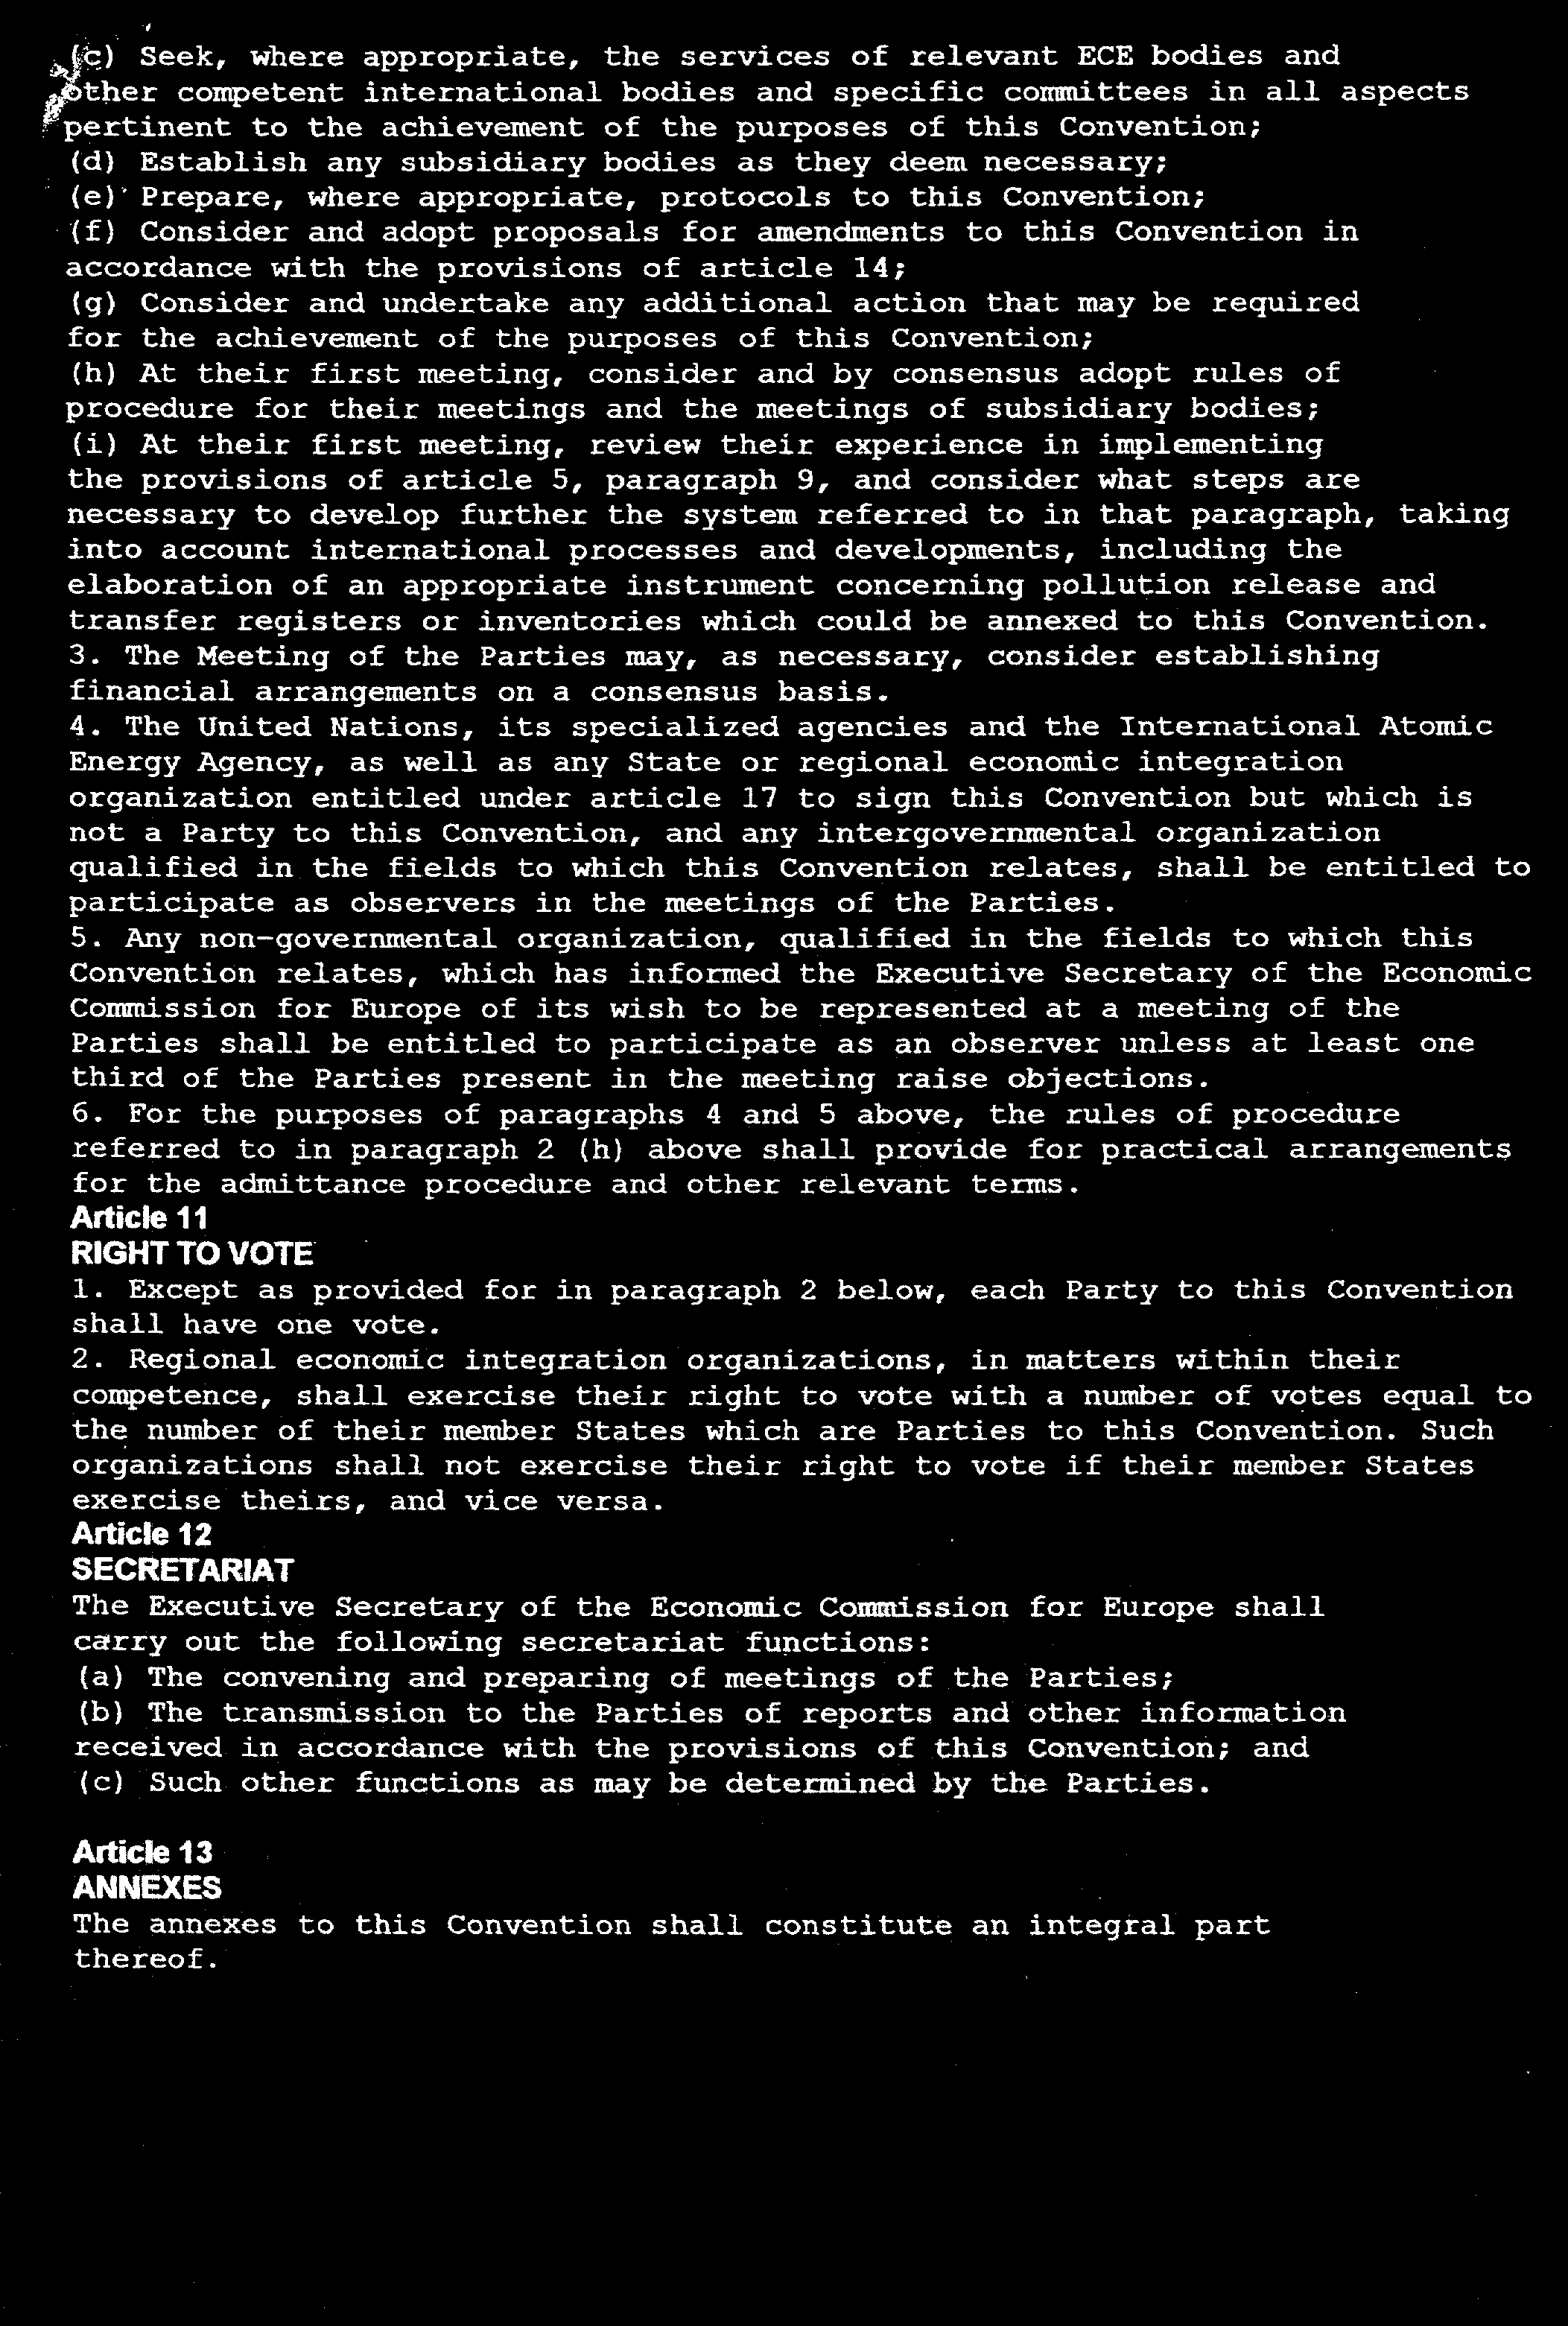 (c) Seek, where appropriate, the services of relevant ECE bodies and
other competent international bodies and specific committees in all aspects
pertinent to the achievement of the purposes of this Convention;
(d) Establish any subsidiary bodies as they deem necessary;
(e) Prepare, where appropriate, protocols to this Convention;
(f) Consider and adopt proposals for amendments to this Convention in
accordance with the provisions of article 14;
(g) Consider and undertake any additional action that may be required
for the achievement of the purposes of this Convention;
(h) At their first meeting, consider and by consensus adopt rules of
procedure for their meetings and the meetings of subsidiary bodies;
(i) At their first meeting, review their experience in implementing
the provisions of article 5, paragraph 9, and consider what steps are
necessary to develop further the system referred to in that paragraph, taking
into account international processes and developments, including the
elaboration of an appropriate instrument concerning pollution release and
transfer registers or inventories which could be annexed to this Convention.
3. The Meeting of the Parties may, as necessary, consider establishing
financial arrangements on a consensus basis.
4. The United Nations, its specialized agencies and the International Atomic
Energy Agency, as well as any State or regional economic integration
organization entitled under article 17 to sign this Convention but which is
not a Party to this Convention, and any intergovernmental organization
qualified in the fields to which this Convention relates, shall be entitled to
participate as observers in the meetings of the Parties.
5. Any non-governmental organization, qualified in the fields to which this
Convention relates, which has informed the Executive Secretary of the Economic
Commission for Europe of its wish to be represented at a meeting of the
Parties shall be entitled to participate as an observer unless at least one
third of the Parties present in the meeting raise objections.
6. For the purposes of paragraphs 4 and 5 above, the rules of procedure
referred to in paragraph 2 (h) above shall provide for practical arrangements
for the admittance procedure and other relevant terms.
Article 11
RIGHT TO VOTE
1. Except as provided for in paragraph 2 below, each Party to this Convention
shall have one vote.
2. Regional economic integration organizations, in matters within their
competence, shall exercise their right to vote with a number of votes equal to
the number of their member States which are Parties to this Convention. Such
organizations shall not exercise their right to vote if their member States
exercise theirs, and vice versa.
Article 12
SECRETARIAT
The Executive Secretary of the Economic Commission for Europe shall
carry out the following secretariat functions:
(a) The convening and preparing of meetings of the Parties;
(b) The transmission to the Parties of reports and other information
received in accordance with the provisions of this Convention; and
(c) Such other functions as may be determined by the Parties.
Article 13
ANNEXES
The annexes to this Convention shall constitute an integral part
thereof.